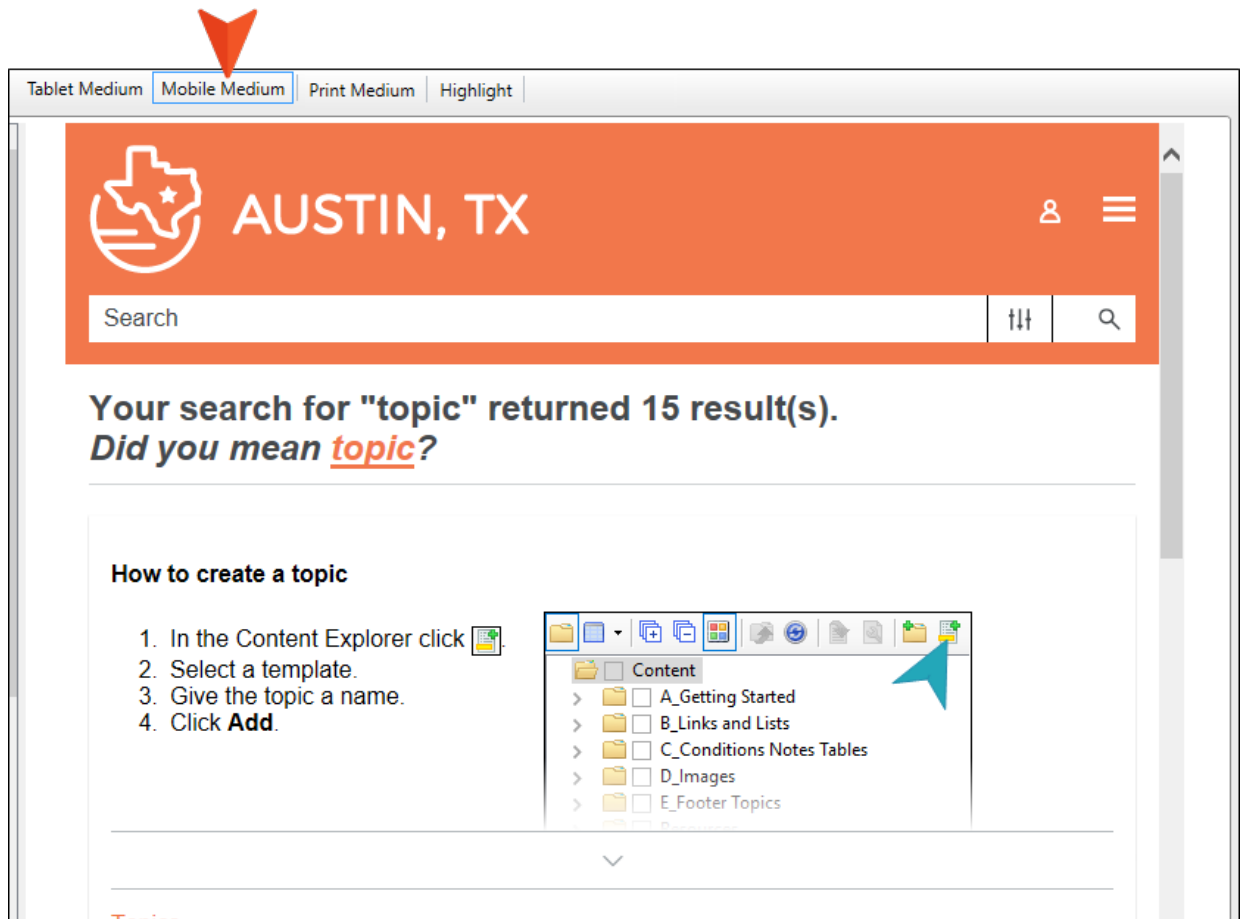 Tablet Medium Mobile Medium Print Medium Highlight
AUSTIN, TX
Search
Your search for "topic" returned 15 result(s).
Did you mean topic?
How to create a topic
1. In the Content Explorer click .
2. Select a template.
3. Give the topic a name.
4. Click Add.
Content
A_Getting Started
B_Links and Lists
C_Conditions Notes Tables
D_Images
E_Footer Topics